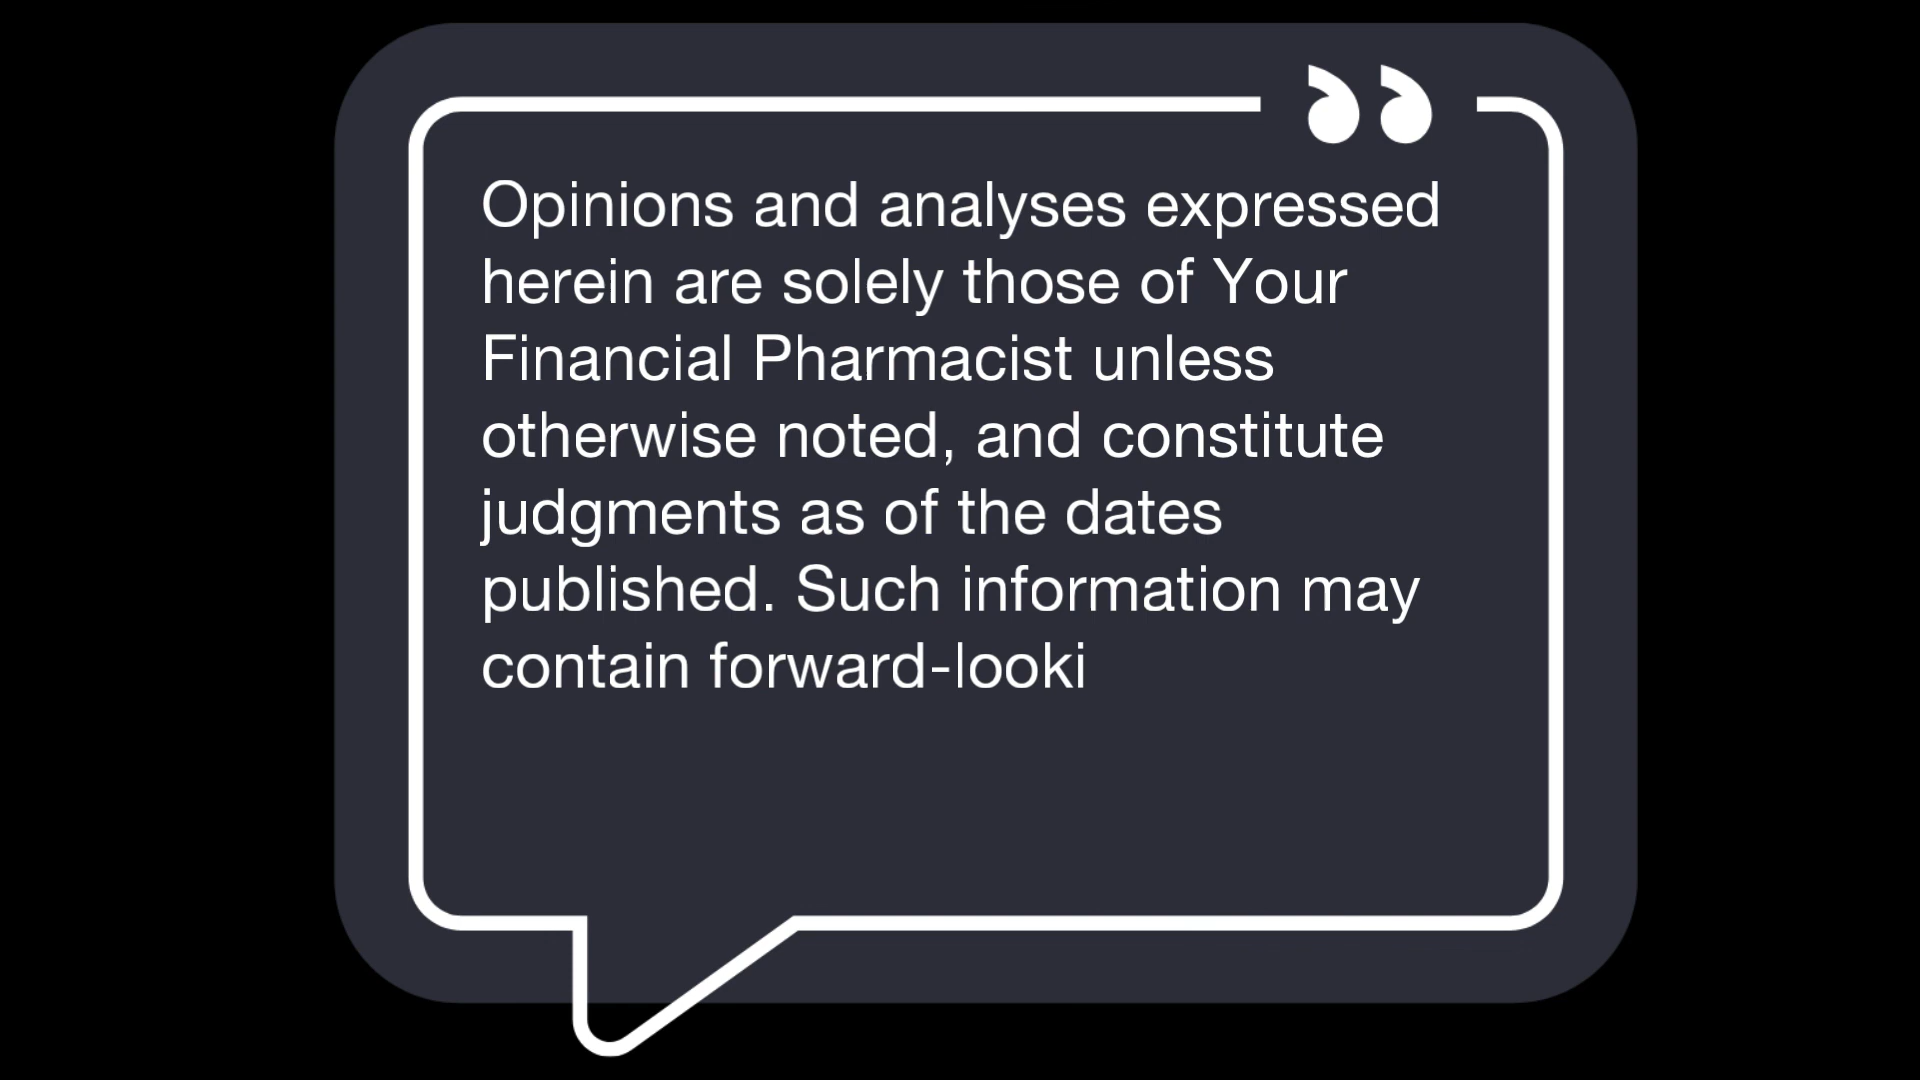 Opinions and analyses expressed
herein are solely those of Your
Financial Pharmacist unless
otherwise noted, and constitute
judgments as of the dates
published. Such information may
contain forward-looki